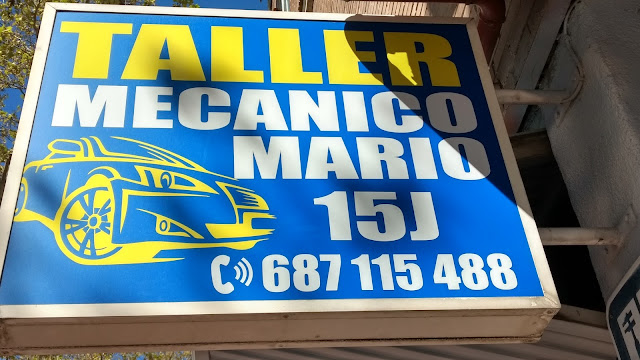 TALLER
MECANICO
MARIO
15J
687 115 488